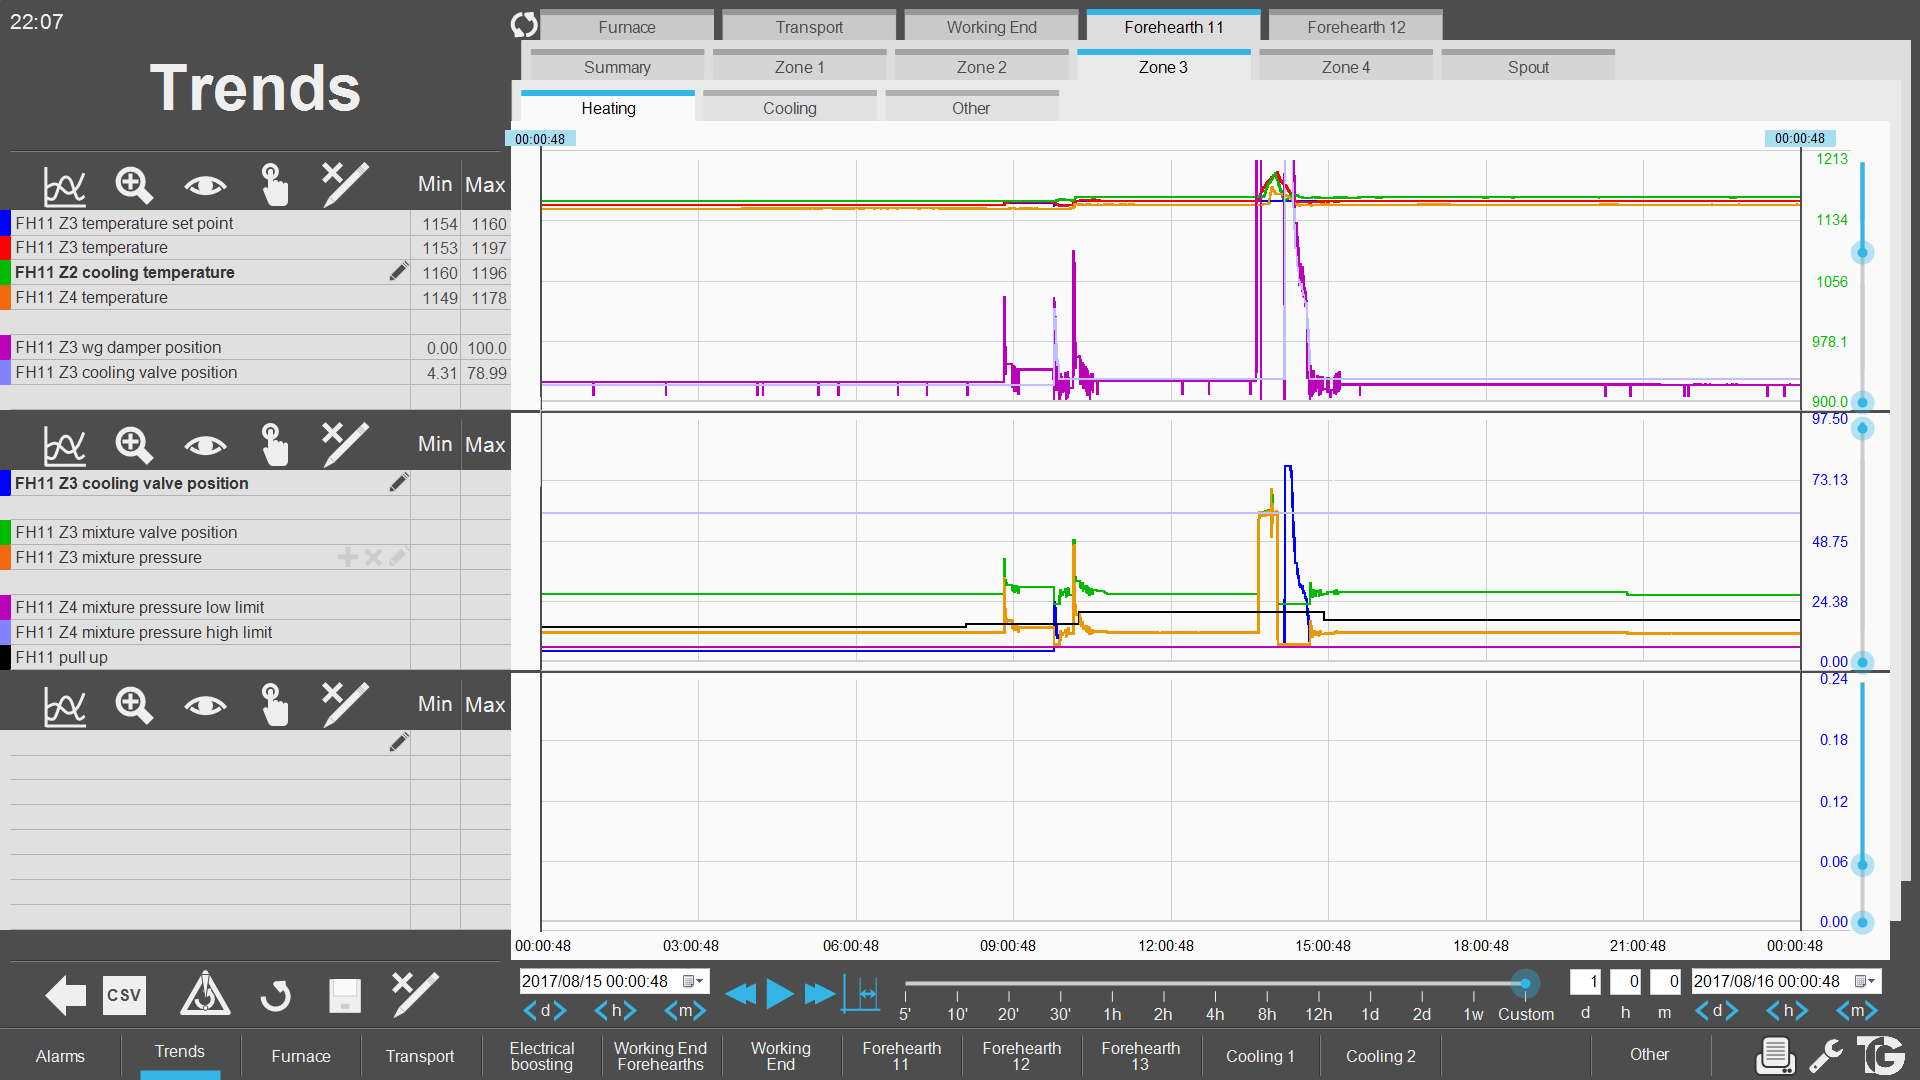 22:07
Trends
Furnace Transport Working End Forehearth 11 Forehearth 12
Summary Zone 1 Zone 2 Zone 3 Zone 4 Spout
Heating Cooling Other
00:00:48 00:00:48
Min Max
FH11 Z3 temperature set point 1154 1160
FH11 Z3 temperature 1153 1197
FH11 Z2 cooling temperature 1160 1196
FH11 Z4 temperature 1149 1178
FH11 Z3 wg damper position 0.00 100.0
FH11 Z3 cooling valve position 4.31 78.99
1213
1134
1056
978.1
900.0
Min Max
FH11 Z3 cooling valve position
FH11 Z3 mixture valve position
FH11 Z3 mixture pressure
FH11 Z4 mixture pressure low limit
FH11 Z4 mixture pressure high limit
FH11 pull up
97.50
73.13
48.75
24.38
0.00
Min Max
0.24
0.18
0.12
0.06
0.00
00:00:48 03:00:48 06:00:48 09:00:48 12:00:48 15:00:48 18:00:48 21:00:48 00:00:48
CSV
2017/08/15 00:00:48
<d> <h> <m>
5' 10' 20' 30' 1h 2h 4h 8h 12h 1d 2d 1w Custom
1 0 0
d h m
2017/08/16 00:00:48
<d> <h> <m>
Alarms
Trends
Furnace
Transport
Electrical
boosting
Working End
Forehearths
Working
End
Forehearth
11
Forehearth
12
Forehearth
13
Cooling 1
Cooling 2
Other
TG